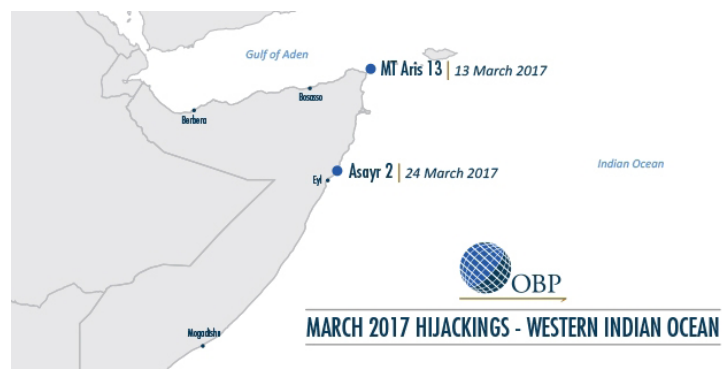 Gulf of Aden
MT Aris 13 | 13 March 2017
Bosasso
Berbera
Indian Ocean
Asayr 2 | 24 March 2017
Eyl
OBP
MARCH 2017 HIJACKINGS - WESTERN INDIAN OCEAN
Mogadishu